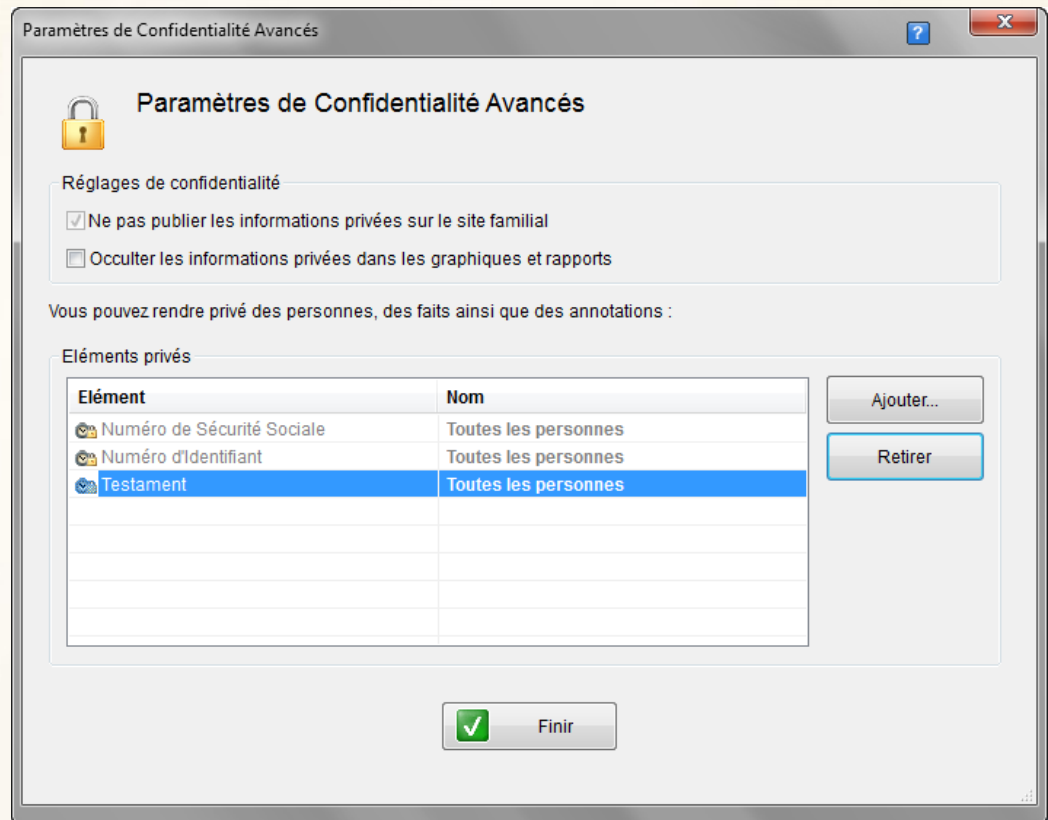 Paramètres de Confidentialité Avancés
?
Paramètres de Confidentialité Avancés
Réglages de confidentialité
Ne pas publier les informations privées sur le site familial
Occulter les informations privées dans les graphiques et rapports
Vous pouvez rendre privé des personnes, des faits ainsi que des annotations :
Eléments privés
Elément Nom
Numéro de Sécurité Sociale Toutes les personnes
Numéro d'Identifiant Toutes les personnes
Testament Toutes les personnes
Ajouter...
Retirer
Finir